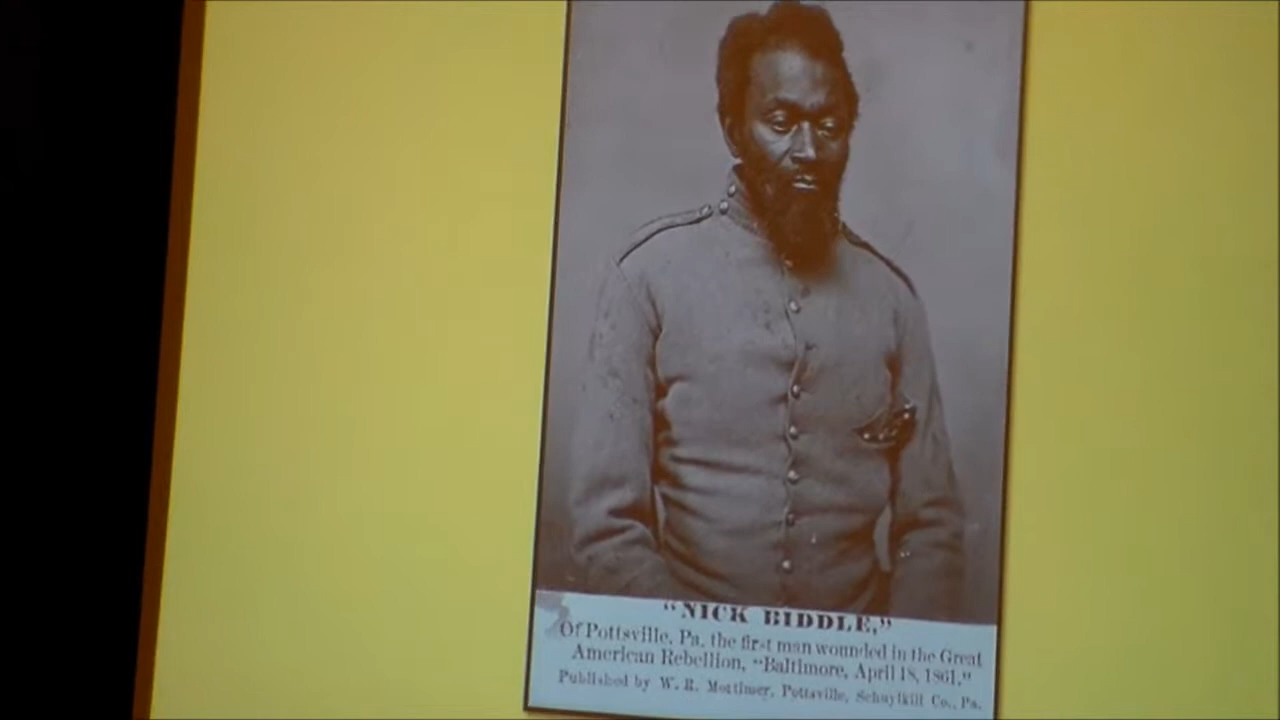 “NICK BIDDLE,”
Of Pottsville, Pa. the first man wounded in the Great
American Rebellion, “Baltimore, April 18, 1861.”
Published by W. R. Mortimer, Pottsville, Schuylkill Co., Pa.